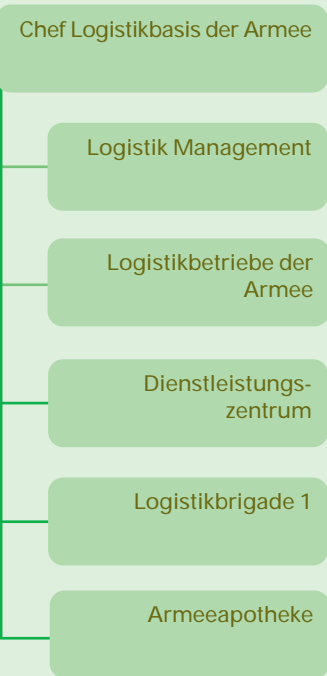 Chef Logistikbasis der Armee
Logistik Management
Logistikbetriebe der
Armee
Dienstleistungs-
zentrum
Logistikbrigade 1
Armeeapotheke